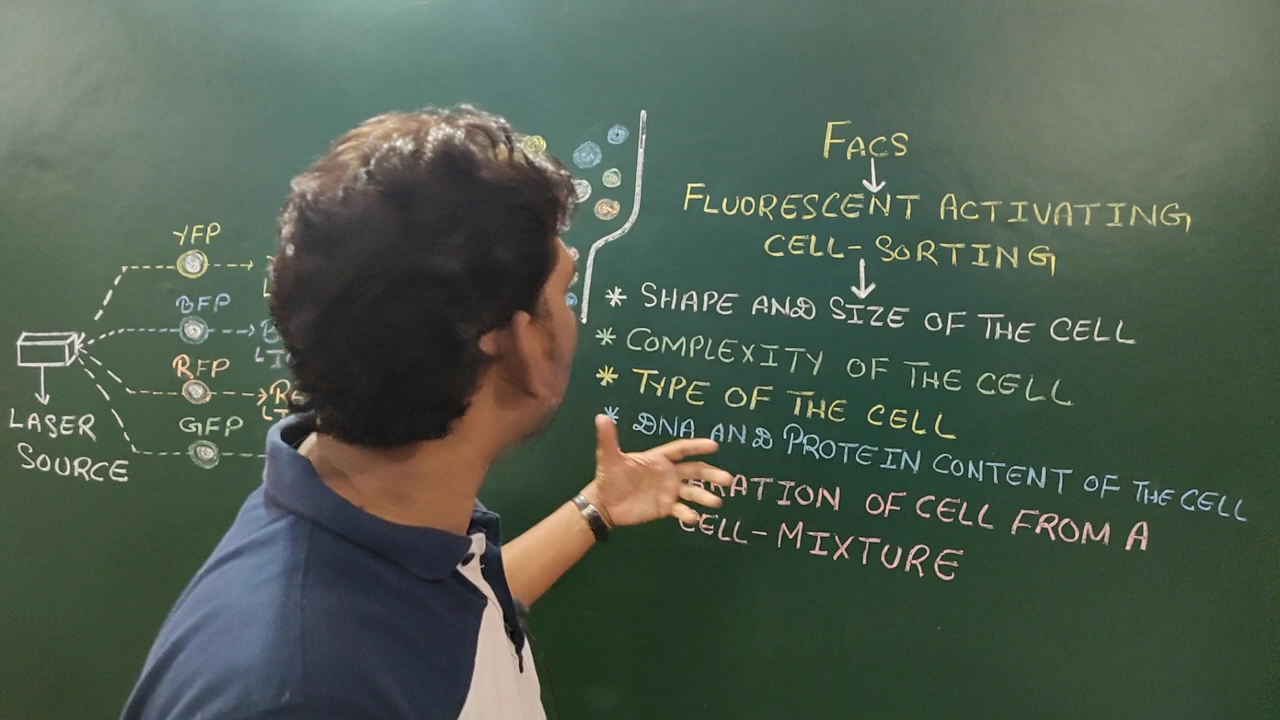 FACS
FLUORESCENT ACTIVATING,
CELL-SORTING
* SHAPE AND SIZE OF THE CELL
* COMPLEXITY OF THE CELL
* TYPE OF THE CELL
* DNA AND PROTEIN CONTENT OF THE CELL
OF CELL FROM A
CELL-MIXTURE
YFP
BFP
RFP
GFP
LASER
SOURCE